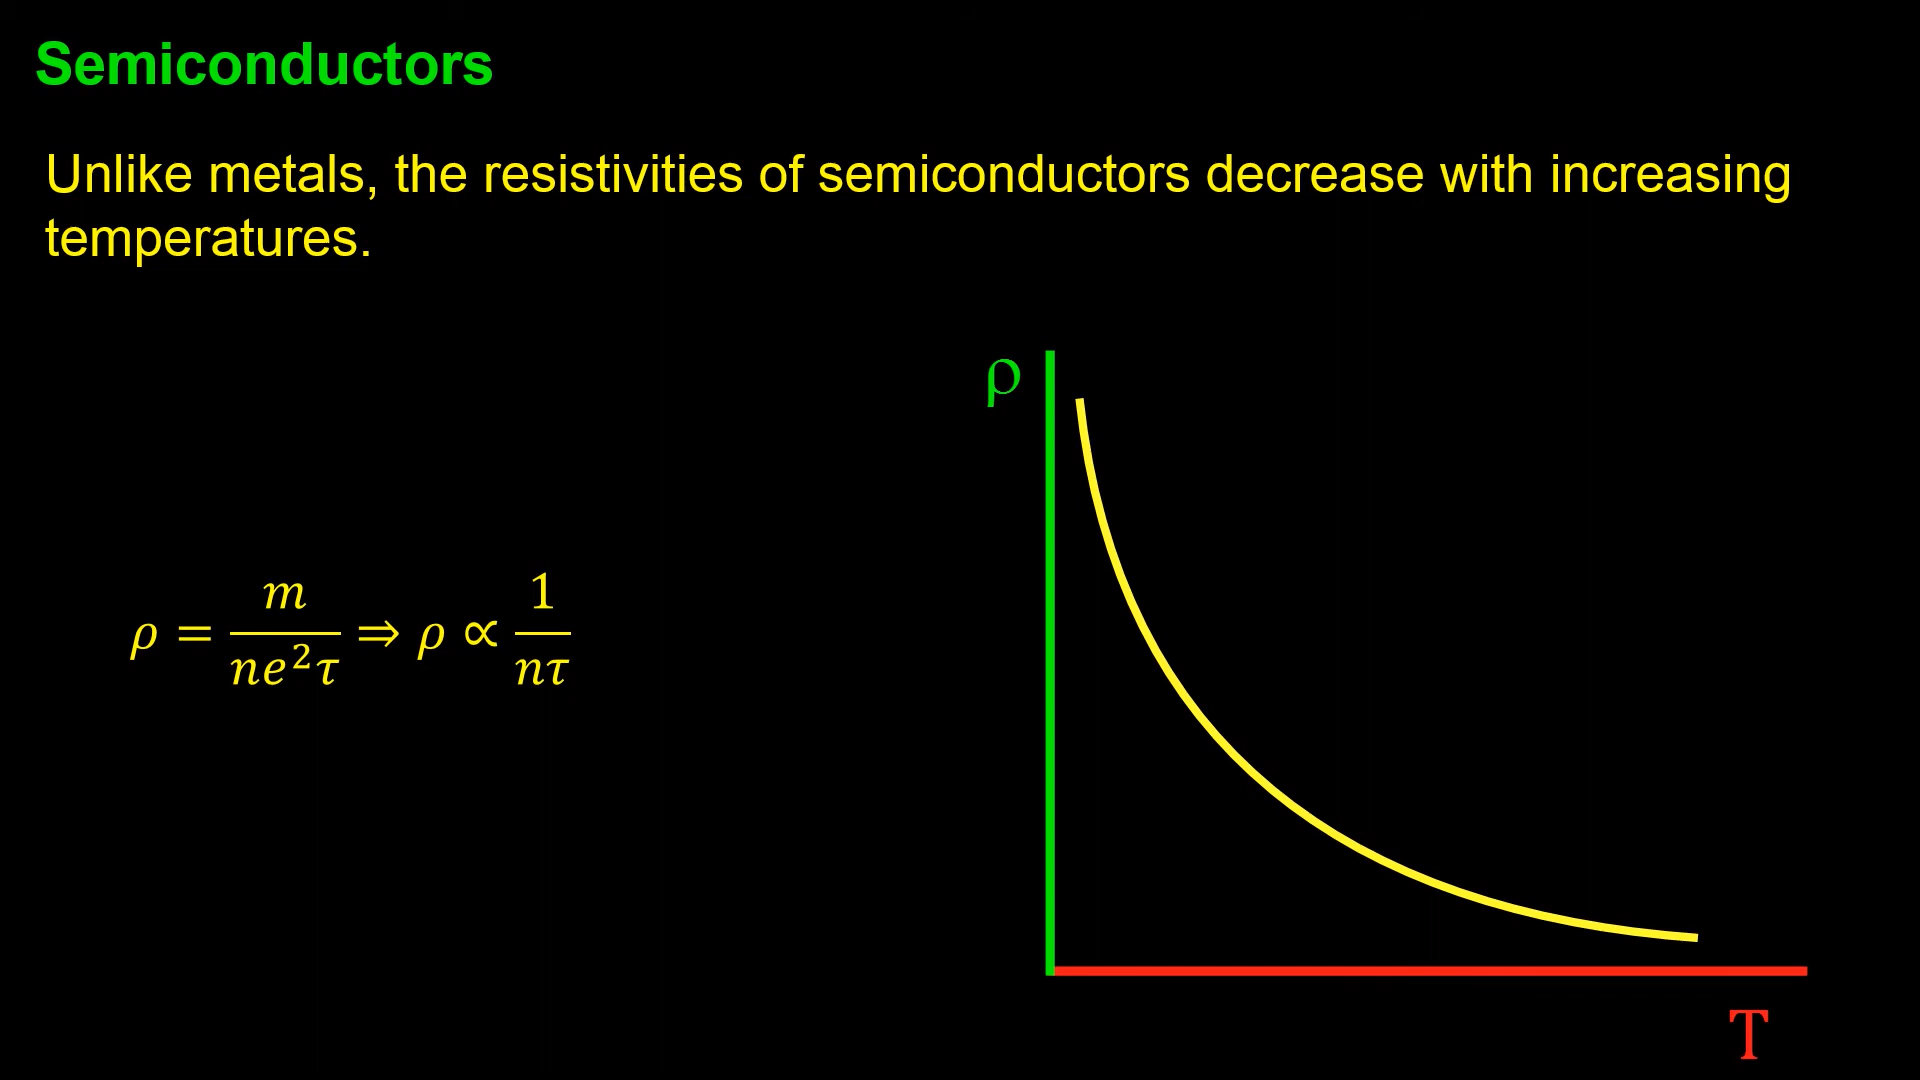 Semiconductors
Unlike metals, the resistivities of semiconductors decrease with increasing
temperatures.
ρ
𝜌 = 𝑚/𝑛𝑒²𝜏 ⇒ 𝜌 ∝ 1/𝑛𝜏
T